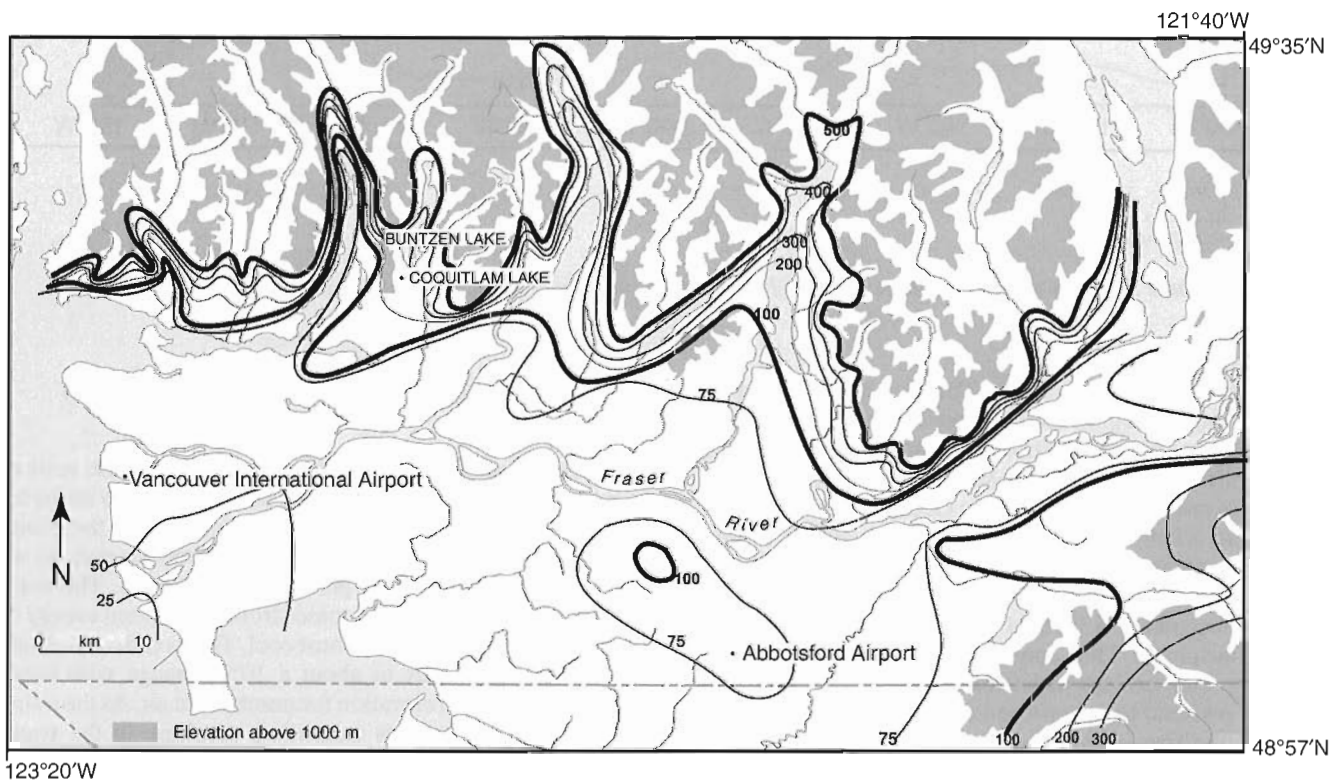 121°40′W
49°35′N
500
400
BUNTZEN LAKE
300
COQUITLAM LAKE
200
100
75
Vancouver International Airport
Fraser
River
50
N
100
25
0 km 10
75
Abbotsford Airport
Elevation above 1000 m
75
100
200
300
48°57′N
123°20′W